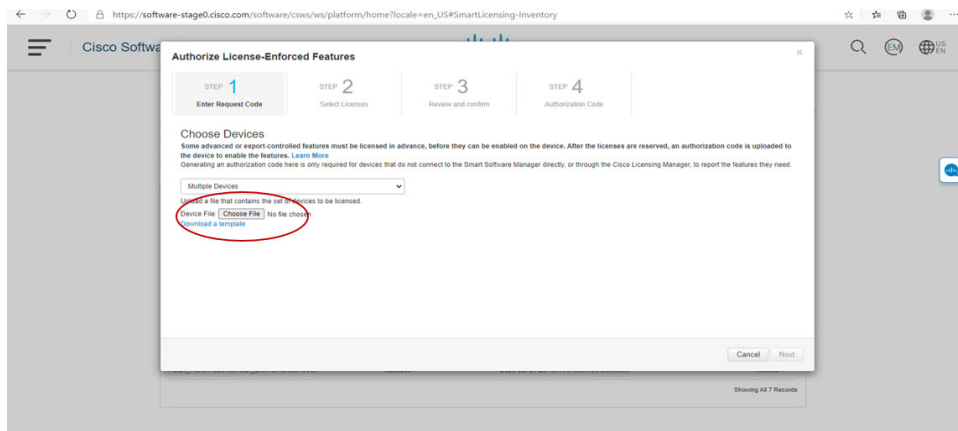 https://software-stage0.cisco.com/software/csws/ws/platform/home?locale=en_US#SmartLicensing-Inventory
Cisco Softwa
EM
US
EN
Authorize License-Enforced Features
×
STEP 1
Enter Request Code
STEP 2
Select Licenses
STEP 3
Review and confirm
STEP 4
Authorization Code
Choose Devices
Some advanced or export-controlled features must be licensed in advance, before they can be enabled on the device. After the licenses are reserved, an authorization code is uploaded to
the device to enable the features. Learn More
Generating an authorization code here is only required for devices that do not connect to the Smart Software Manager directly, or through the Cisco Licensing Manager, to report the features they need.
Multiple Devices
Upload a file that contains the set of devices to be licensed.
Device File: Choose File No file chosen
Download a template
Cancel
Next
Showing All 7 Records